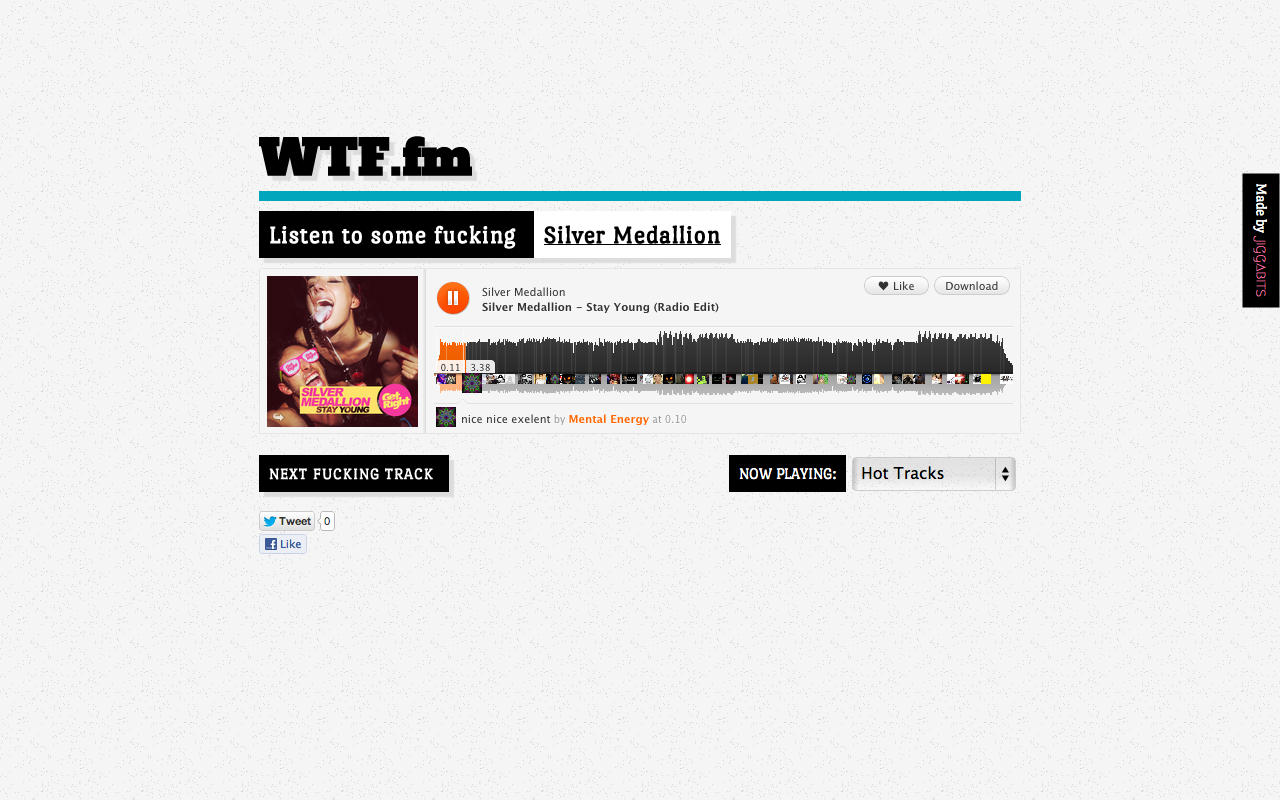 WTF.fm
Made by JIGGABITS
Listen to some fucking Silver Medallion
Silver Medallion
Silver Medallion – Stay Young (Radio Edit)
Like
Download
SILVER
MEDALLION
STAY YOUNG
Get
Right
0.11 3.38
nice nice exelent by Mental Energy at 0.10
NEXT FUCKING TRACK
NOW PLAYING:
Hot Tracks
Tweet 0
Like